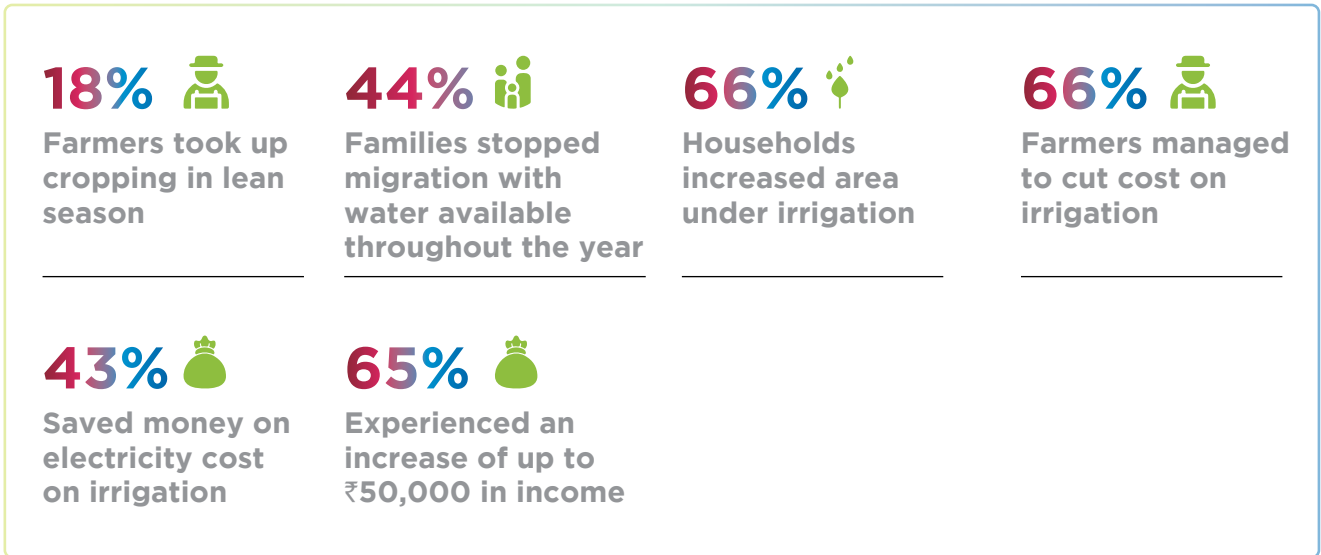 18%
Farmers took up
cropping in lean
season
44%
Families stopped
migration with
water available
throughout the year
66%
Households
increased area
under irrigation
66%
Farmers managed
to cut cost on
irrigation
43%
Saved money on
electricity cost
on irrigation
65%
Experienced an
increase of up to
₹50,000 in income